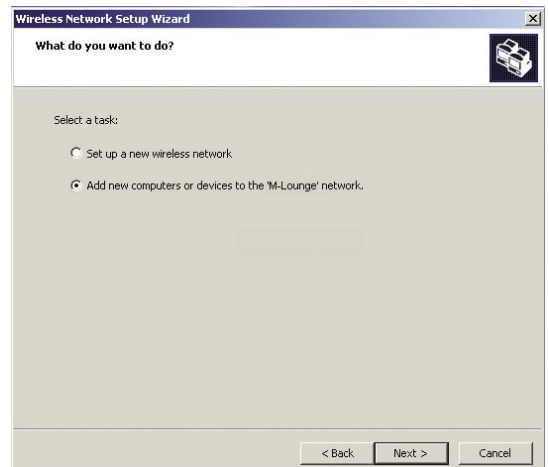 Wireless Network Setup Wizard
What do you want to do?
Select a task:
Set up a new wireless network
Add new computers or devices to the 'M-Lounge' network.
< Back
Next >
Cancel